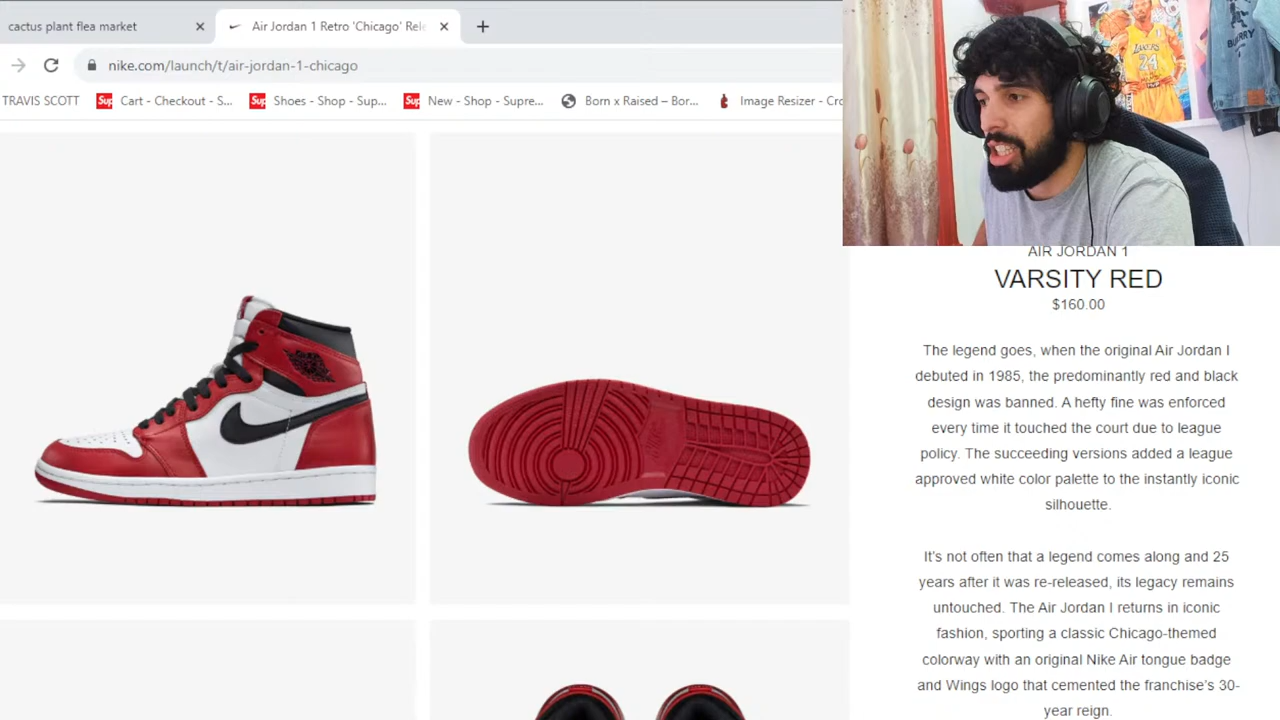 cactus plant flea market
Air Jordan 1 Retro 'Chicago' Rele
nike.com/launch/t/air-jordan-1-chicago
TRAVIS SCOTT
Sup
Cart - Checkout - S...
Sup
Shoes - Shop - Sup...
Sup
New - Shop - Supre...
Born x Raised – Bor...
Image Resizer - Cro
LAKERS
24
AIR JORDAN 1
VARSITY RED
$160.00
The legend goes, when the original Air Jordan I
debuted in 1985, the predominantly red and black
design was banned. A hefty fine was enforced
every time it touched the court due to league
policy. The succeeding versions added a league
approved white color palette to the instantly iconic
silhouette.
It's not often that a legend comes along and 25
years after it was re-released, its legacy remains
untouched. The Air Jordan I returns in iconic
fashion, sporting a classic Chicago-themed
colorway with an original Nike Air tongue badge
and Wings logo that cemented the franchise's 30-
year reign.